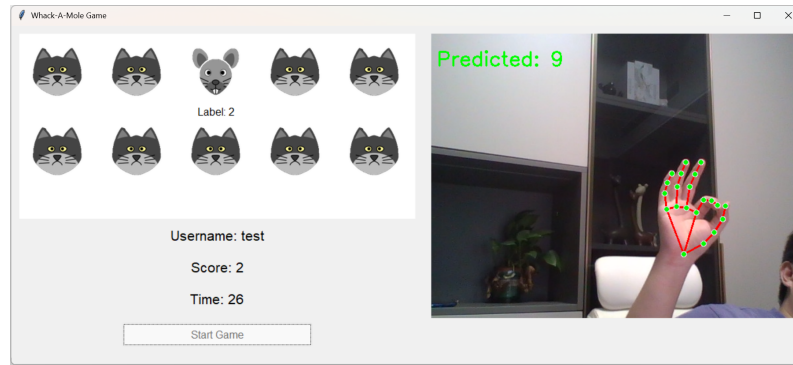 Whack-A-Mole Game
Label: 2
Username: test
Score: 2
Time: 26
Start Game
Predicted: 9